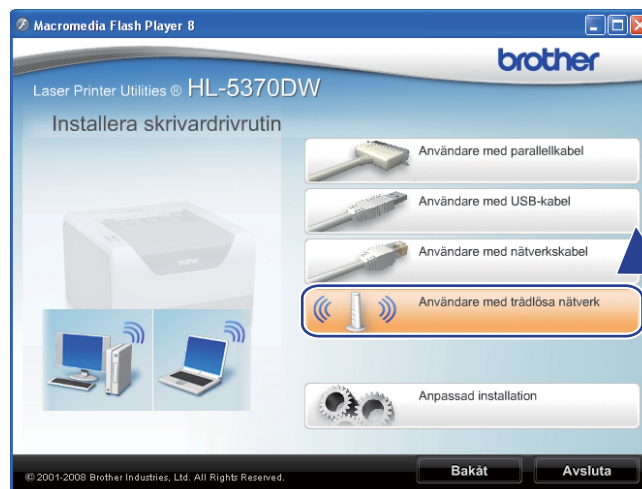 Macromedia Flash Player 8
brother
Laser Printer Utilities ® HL-5370DW
Installera skrivardrivrutin
Användare med parallellkabel
Användare med USB-kabel
Användare med nätverkskabel
Användare med trådlösa nätverk
Anpassad installation
brother
© 2001-2008 Brother Industries, Ltd. All Rights Reserved.
Bakåt
Avsluta